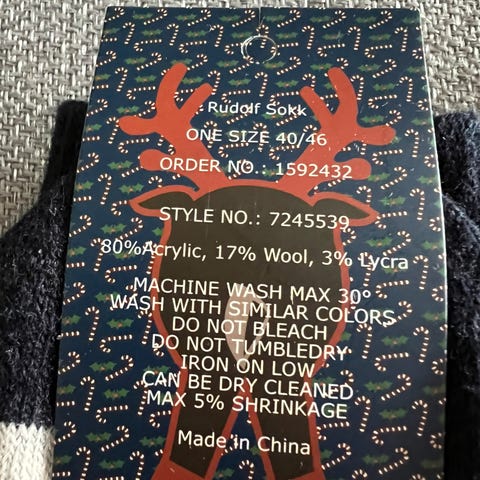 Rudolf Sokk
ONE SIZE 40/46
ORDER NO.: 1592432
STYLE NO.: 7245539
80%Acrylic, 17% Wool, 3% Lycra
MACHINE WASH MAX 30°
WASH WITH SIMILAR COLORS
DO NOT BLEACH
DO NOT TUMBLEDRY
IRON ON LOW
CAN BE DRY CLEANED
MAX 5% SHRINKAGE
Made in China